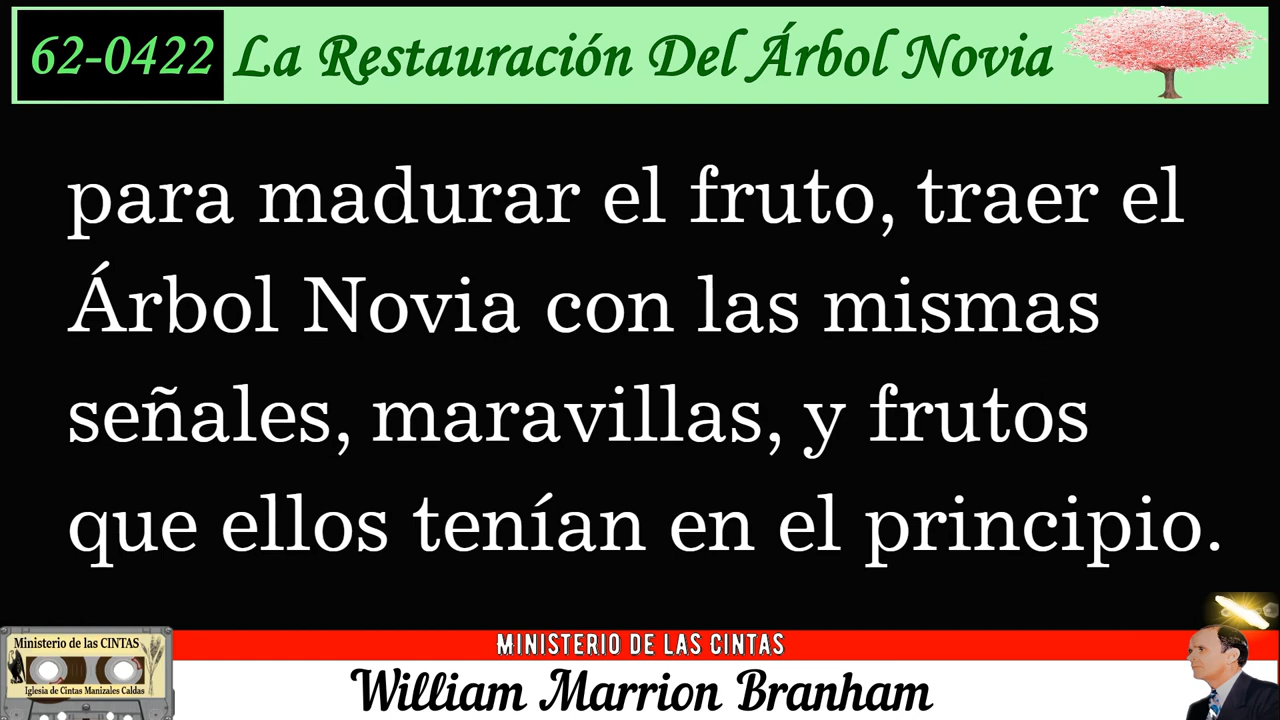 62-0422 La Restauración Del Árbol Novia
para madurar el fruto, traer el
Árbol Novia con las mismas
señales, maravillas, y frutos
que ellos tenían en el principio.
MINISTERIO DE LAS CINTAS
William Marrion Branham
Ministerio de las CINTAS
Iglesia de Cintas Manizales Caldas